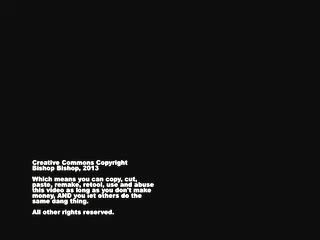 Creative Commons Copyright
Bishop Bishop, 2013
Which means you can copy, cut,
paste, remake, retool, use and abuse
this video as long as you don't make
money, AND you let others do the
same dang thing.
All other rights reserved.